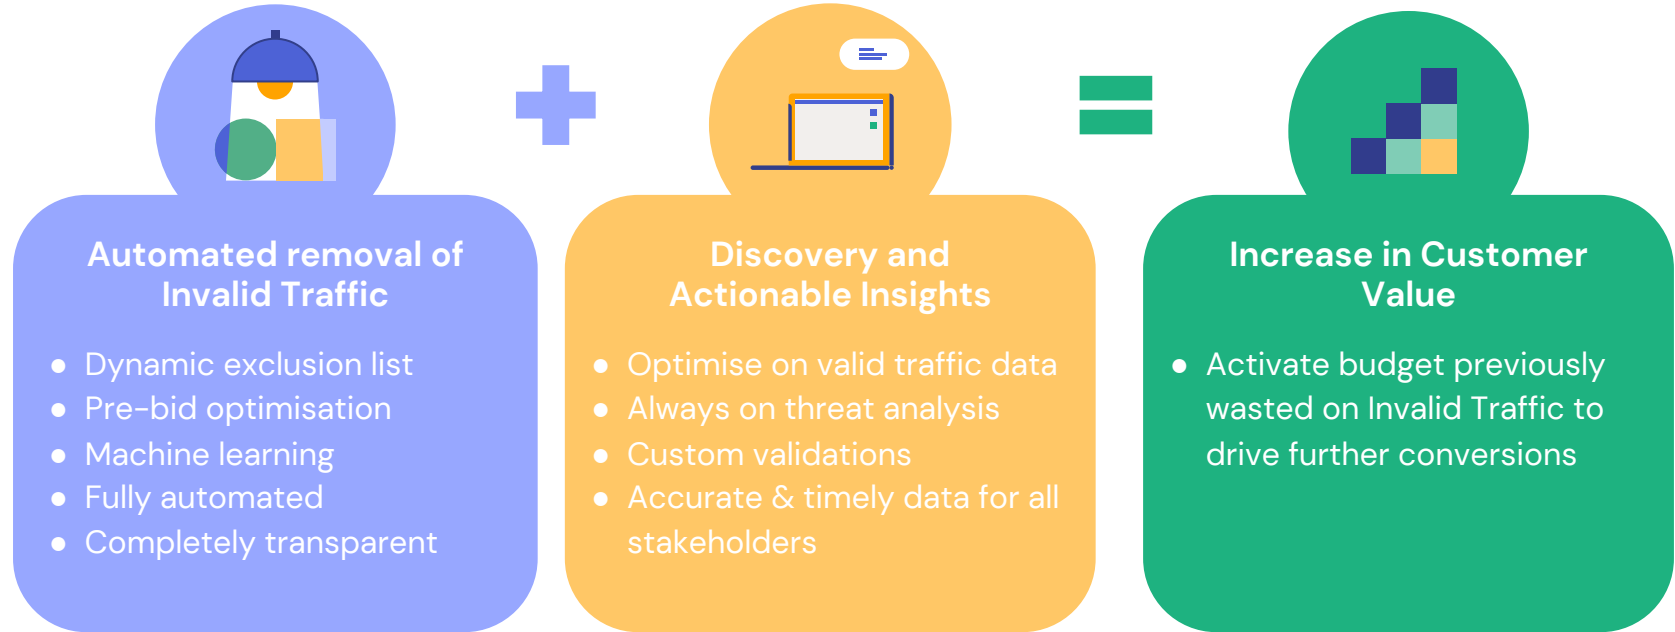 Automated removal of
Invalid Traffic
● Dynamic exclusion list
● Pre-bid optimisation
● Machine learning
● Fully automated
● Completely transparent
Discovery and
Actionable Insights
● Optimise on valid traffic data
● Always on threat analysis
● Custom validations
● Accurate & timely data for all
stakeholders
Increase in Customer
Value
● Activate budget previously
wasted on Invalid Traffic to
drive further conversions